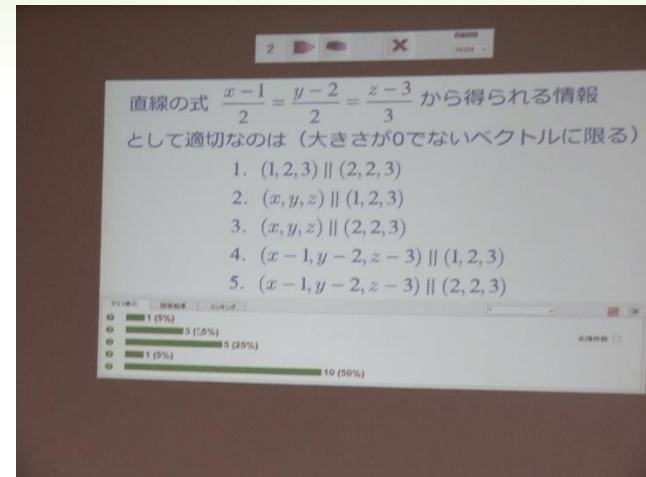 2
直線の式 \frac{x-1}{2} = \frac{y-2}{2} = \frac{z-3}{3} から得られる情報
として適切なのは（大きさが0でないベクトルに限る）
1. (1, 2, 3) || (2, 2, 3)
2. (x, y, z) || (1, 2, 3)
3. (x, y, z) || (2, 2, 3)
4. (x − 1, y − 2, z − 3) || (1, 2, 3)
5. (x − 1, y − 2, z − 3) || (2, 2, 3)
1 (5%)
3 (15%)
5 (25%)
1 (5%)
10 (50%)